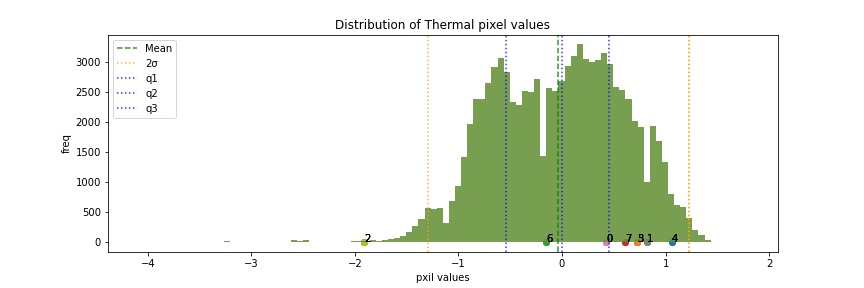 Distribution of Thermal pixel values
Mean
2σ
q1
q2
q3
freq
3000
2500
2000
1500
1000
500
0
2 6 0 7 1 4
−4 −3 −2 −1 0 1 2
pxil values